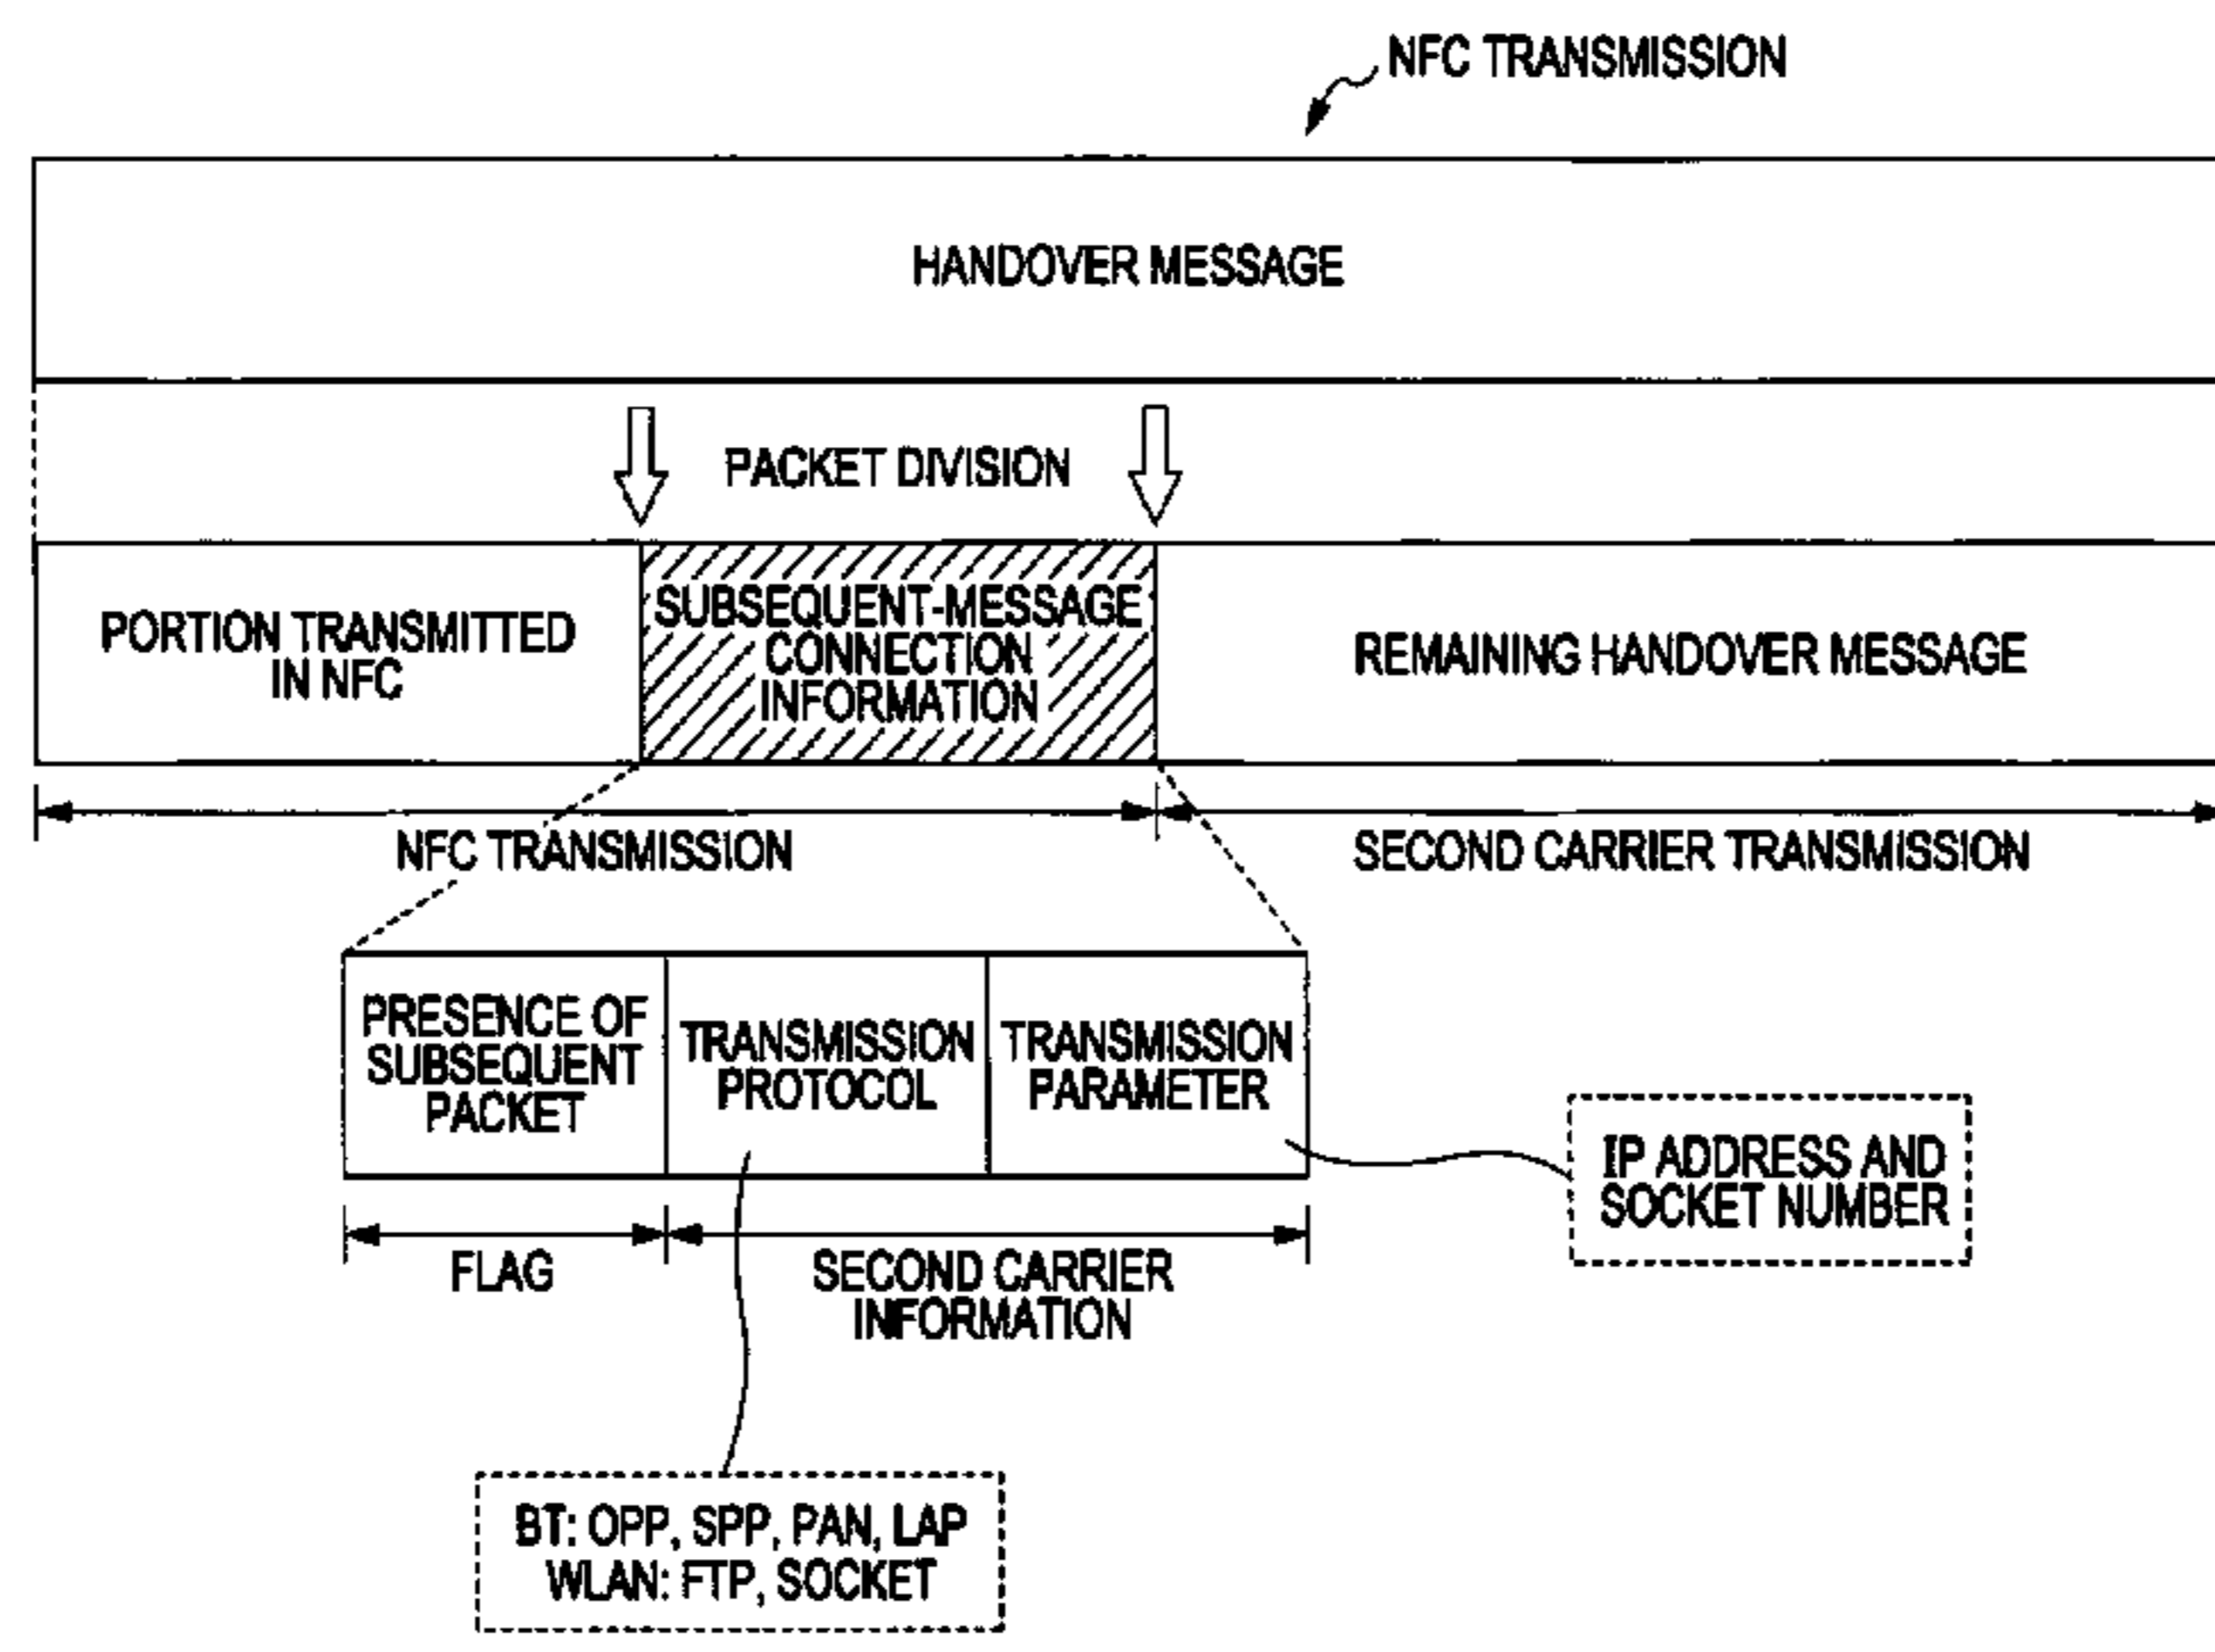 NFC TRANSMISSION
HANDOVER MESSAGE
PACKET DIVISION
PORTION TRANSMITTED
IN NFC
SUBSEQUENT-MESSAGE
CONNECTION
INFORMATION
REMAINING HANDOVER MESSAGE
NFC TRANSMISSION
SECOND CARRIER TRANSMISSION
PRESENCE OF
SUBSEQUENT
PACKET
TRANSMISSION
PROTOCOL
TRANSMISSION
PARAMETER
IP ADDRESS AND
SOCKET NUMBER
FLAG
SECOND CARRIER
INFORMATION
BT: OPP, SPP, PAN, LAP
WLAN: FTP, SOCKET